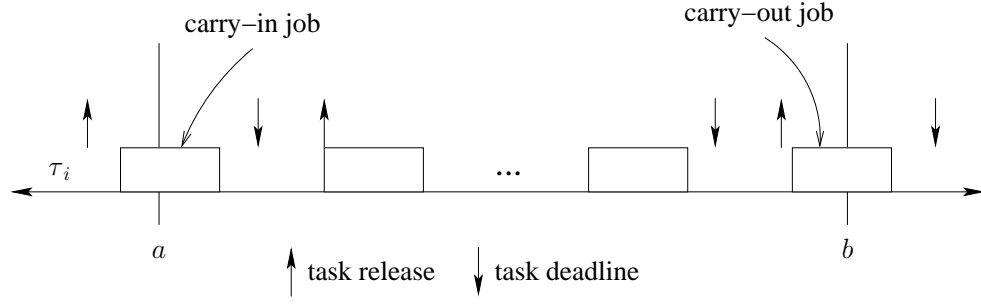 carry–in job
carry–out job
τi
...
a
b
task release
task deadline